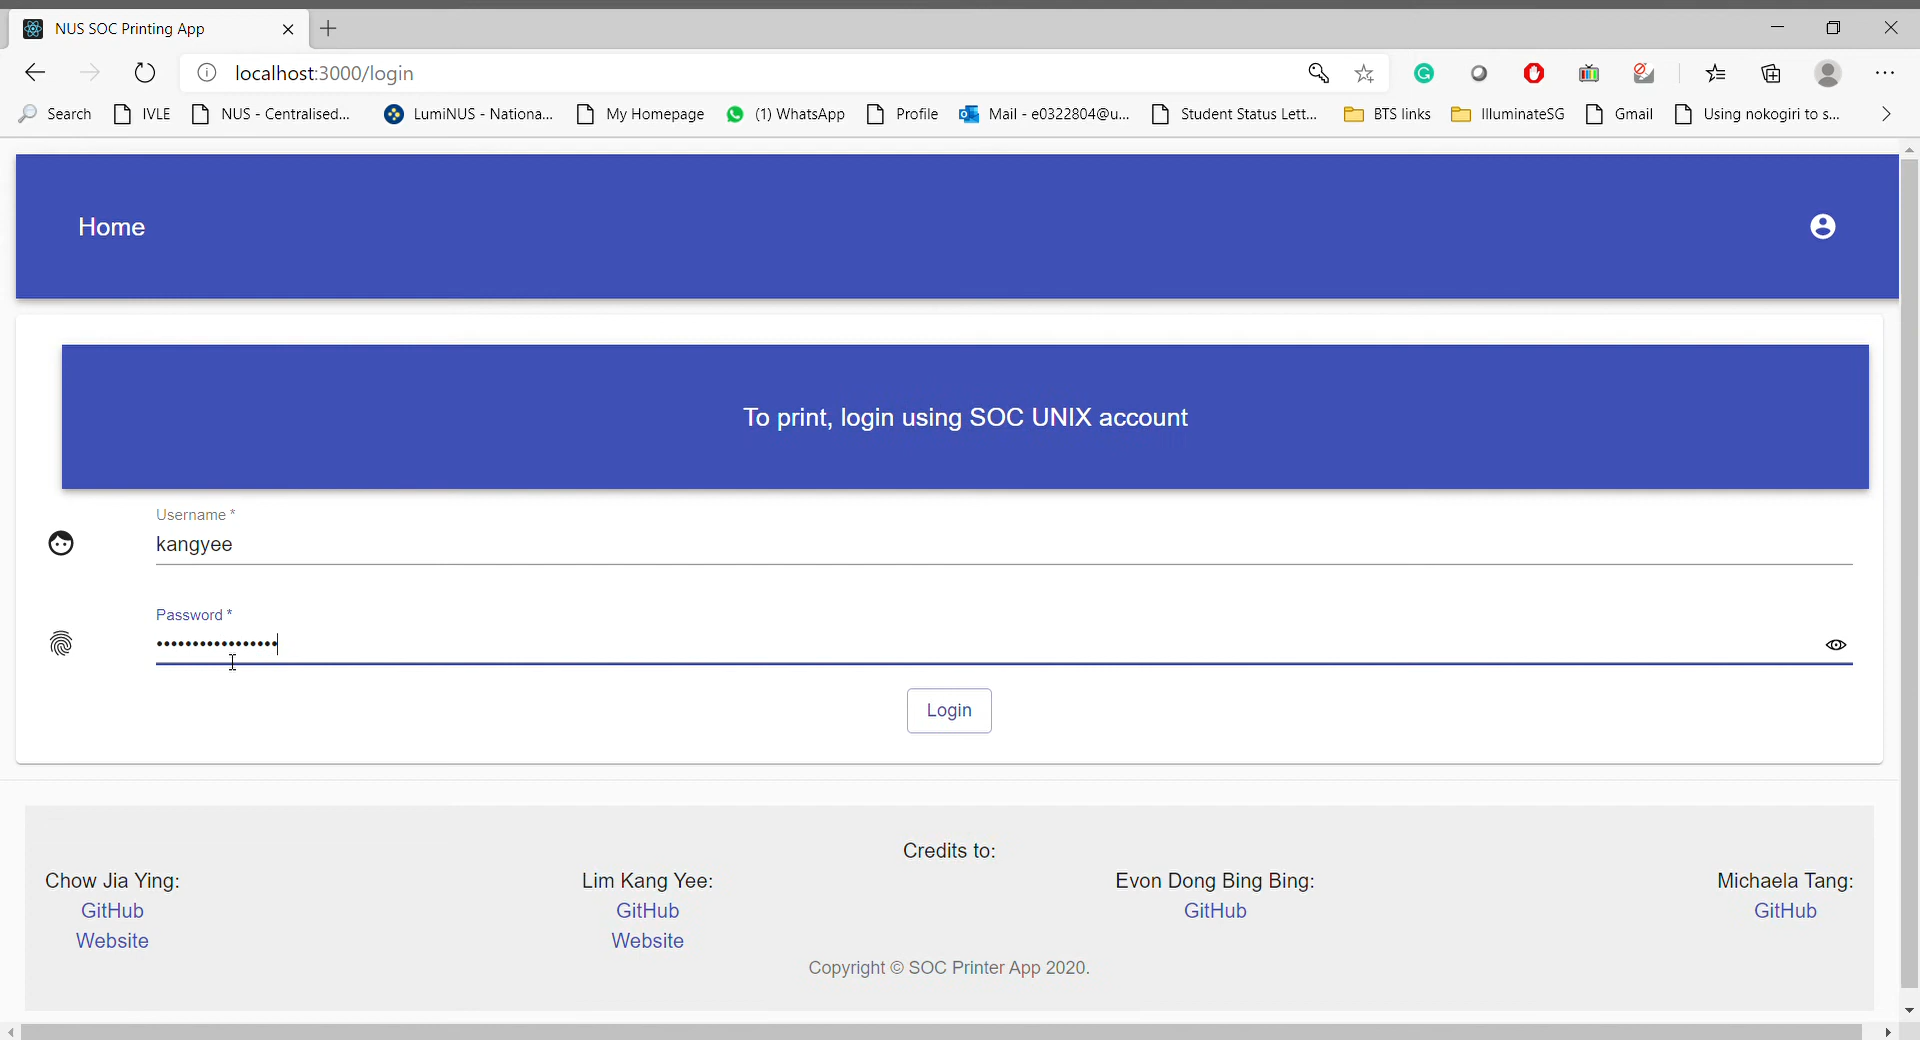 NUS SOC Printing App
localhost:3000/login
Search IVLE NUS - Centralised... LumiNUS - Nationa... My Homepage (1) WhatsApp Profile Mail - e0322804@u... Student Status Lett... BTS links IlluminateSG Gmail Using nokogiri to s...
Home
To print, login using SOC UNIX account
Username *
kangyee
Password *
•••••••••••••••••
Login
Credits to:
Chow Jia Ying: Lim Kang Yee: Evon Dong Bing Bing: Michaela Tang:
GitHub GitHub GitHub GitHub
Website Website
Copyright © SOC Printer App 2020.